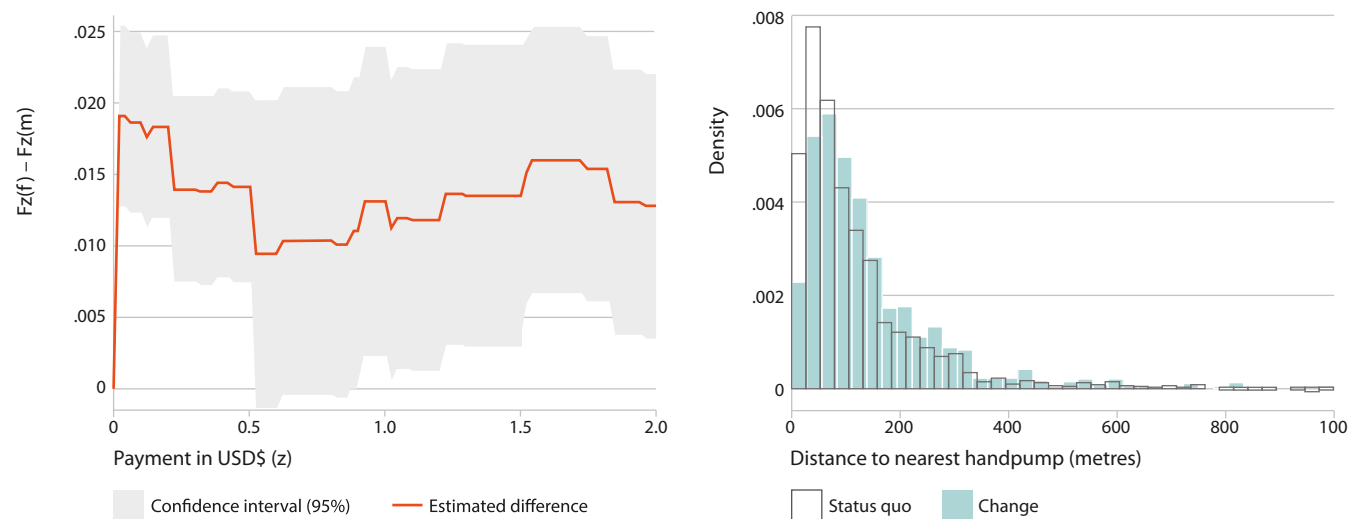 .025
.020
.015
.010
.005
0
Fz(f) – Fz(m)
0 0.5 1.0 1.5 2.0
Payment in USD$ (z)
Confidence interval (95%) Estimated difference
.008
.006
.004
.002
0
Density
0 200 400 600 800 100
Distance to nearest handpump (metres)
Status quo Change